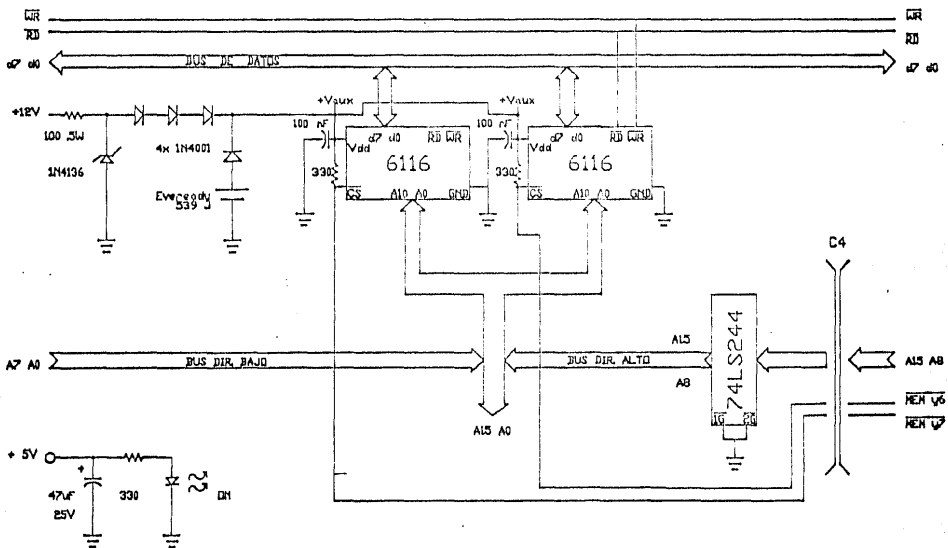 WR
WR
RD
RD
d7 d0
BUS DE DATOS
d7 d0
+12V
+Vaux
+Vaux
100 .5W
100 nF
100 nF
d7 d0 RD WR
d7 d0 RD WR
Vdd
Vdd
4x 1N4001
6116
6116
1N4136
330
330
Eveready
539
CS A10 A0 GND
CS A10 A0 GND
C4
74LS244
1G 2G
A15
A7 A0
BUS DIR. BAJO
BUS DIR. ALTO
A15 A8
A8
MEM y6
MEM y7
A15 A0
+ 5V
+
47uF
25V
330
ON